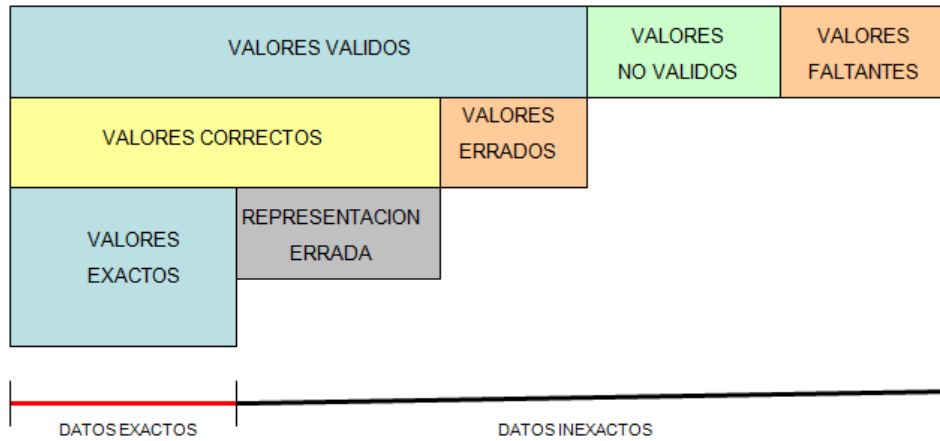 VALORES VALIDOS
VALORES
NO VALIDOS
VALORES
FALTANTES
VALORES CORRECTOS
VALORES
ERRADOS
VALORES
EXACTOS
REPRESENTACION
ERRADA
DATOS EXACTOS
DATOS INEXACTOS